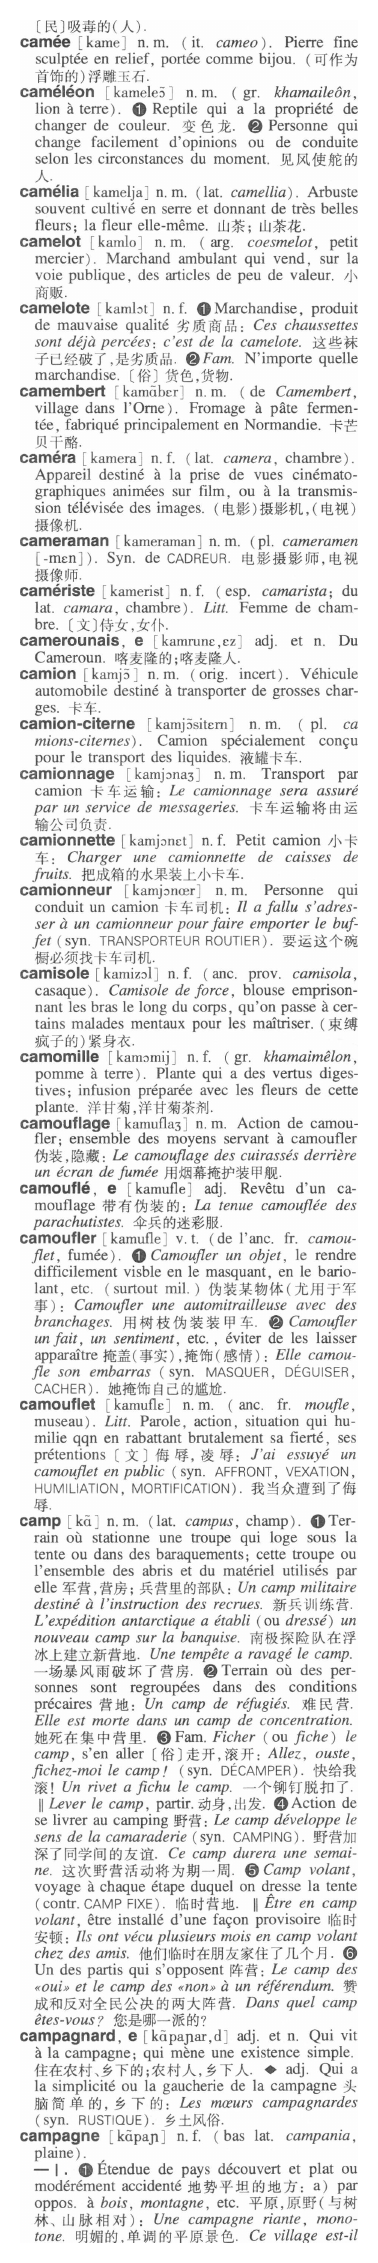 〔民〕吸毒的(人).
camée [kame] n. m. (it. cameo). Pierre fine
sculptée en relief, portée comme bijou. (可作为
首饰的)浮雕玉石.
caméléon [kameleɔ̃] n. m. (gr. khamaileôn,
lion à terre). ❶ Reptile qui a la propriété de
changer de couleur. 变色龙. ❷ Personne qui
change facilement d'opinions ou de conduite
selon les circonstances du moment. 见风使舵的
人.
camélia [kamelja] n. m. (lat. camellia). Arbuste
souvent cultivé en serre et donnant de très belles
fleurs; la fleur elle-même. 山茶; 山茶花.
camelot [kamlo] n. m. (arg. coesmelot, petit
mercier). Marchand ambulant qui vend, sur la
voie publique, des articles de peu de valeur. 小
商贩.
camelote [kamlɔt] n. f. ❶ Marchandise, produit
de mauvaise qualité 劣质商品: Ces chaussettes
sont déjà percées: c'est de la camelote. 这些袜
子已经破了,是劣质品. ❷ Fam. N'importe quelle
marchandise. 〔俗〕货色,货物.
camembert [kamɑ̃bɛr] n. m. (de Camembert,
village dans l'Orne). Fromage à pâte fermen-
tée, fabriqué principalement en Normandie. 卡芒
贝干酪.
caméra [kamera] n. f. (lat. camera, chambre).
Appareil destiné à la prise de vues cinémato-
graphiques animées sur film, ou à la transmis-
sion télévisée des images. (电影)摄影机,(电视)
摄像机.
cameraman [kameraman] n. m. (pl. cameramen
[-mɛn]). Syn. de CADREUR. 电影摄影师,电视
摄像师.
camériste [kamerist] n. f. (esp. camarista; du
lat. camara, chambre). Litt. Femme de cham-
bre. 〔文〕侍女,女仆.
camerounais, e [kamrunɛ,ɛz] adj. et n. Du
Cameroun. 喀麦隆的;喀麦隆人.
camion [kamjɔ̃] n. m. (orig. incert). Véhicule
automobile destiné à transporter de grosses char-
ges. 卡车.
camion-citerne [kamjɔ̃sitɛrn] n. m. (pl. ca
mions-citernes). Camion spécialement conçu
pour le transport des liquides. 液罐卡车.
camionnage [kamjɔnaʒ] n. m. Transport par
camion 卡车运输: Le camionnage sera assuré
par un service de messageries. 卡车运输将由运
输公司负责.
camionnette [kamjɔnɛt] n. f. Petit camion 小卡
车: Charger une camionnette de caisses de
fruits. 把成箱的水果装上小卡车.
camionneur [kamjɔnœr] n. m. Personne qui
conduit un camion 卡车司机: Il a fallu s'adres-
ser à un camionneur pour faire emporter le buf-
fet (syn. TRANSPORTEUR ROUTIER). 要运这个碗
橱必须找卡车司机.
camisole [kamizɔl] n. f. (anc. prov. camisola,
casaque). Camisole de force, blouse emprison-
nant les bras le long du corps, qu'on passe à cer-
tains malades mentaux pour les maîtriser. (束缚
疯子的)紧身衣.
camomille [kamɔmij] n. f. (gr. khamaimêlon,
pomme à terre). Plante qui a des vertus diges-
tives; infusion préparée avec les fleurs de cette
plante. 洋甘菊,洋甘菊茶剂.
camouflage [kamuflaʒ] n. m. Action de camou-
fler; ensemble des moyens servant à camoufler
伪装,隐藏: Le camouflage des cuirassés derrière
un écran de fumée 用烟幕掩护装甲舰.
camouflé, e [kamufle] adj. Revêtu d'un ca-
mouflage 带有伪装的: La tenue camouflée des
parachutistes. 伞兵的迷彩服.
camoufler [kamufle] v. t. (de l'anc. fr. camou-
flet, fumée). ❶ Camoufler un objet, le rendre
difficilement visble en le masquant, en le bario-
lant, etc. (surtout mil.) 伪装某物体(尤用于军
事): Camoufler une automitrailleuse avec des
branchages. 用树枝伪装装甲车. ❷ Camoufler
un fait, un sentiment, etc., éviter de les laisser
apparaître 掩盖(事实),掩饰(感情): Elle camou-
fle son embarras (syn. MASQUER, DÉGUISER,
CACHER). 她掩饰自己的尴尬.
camouflet [kamuflɛ] n. m. (anc. fr. moufle,
museau). Litt. Parole, action, situation qui hu-
milie qqn en rabattant brutalement sa fierté, ses
prétentions 〔文〕侮辱,凌辱: J'ai essuyé un
camouflet en public (syn. AFFRONT, VEXATION,
HUMILIATION, MORTIFICATION). 我当众遭到了侮
辱.
camp [kɑ̃] n. m. (lat. campus, champ). ❶ Ter-
rain où stationne une troupe qui loge sous la
tente ou dans des baraquements; cette troupe ou
l'ensemble des abris et du matériel utilisés par
elle 军营,营房; 兵营里的部队: Un camp militaire
destiné à l'instruction des recrues. 新兵训练营.
L'expédition antarctique a établi (ou dressé) un
nouveau camp sur la banquise. 南极探险队在浮
冰上建立新营地. Une tempête a ravagé le camp.
一场暴风雨破坏了营房. ❷ Terrain où des per-
sonnes sont regroupées dans des conditions
précaires 营地: Un camp de réfugiés. 难民营.
Elle est morte dans un camp de concentration.
她死在集中营里. ❸ Fam. Ficher (ou fiche) le
camp, s'en aller 〔俗〕走开,滚开: Allez, ouste,
fichez-moi le camp! (syn. DÉCAMPER). 快给我
滚! Un rivet a fichu le camp. 一个铆钉脱扣了.
‖ Lever le camp, partir. 动身,出发. ❹ Action de
se livrer au camping 野营: Le camp développe le
sens de la camaraderie (syn. CAMPING). 野营加
深了同学间的友谊. Ce camp durera une semai-
ne. 这次野营活动将为期一周. ❺ Camp volant,
voyage à chaque étape duquel on dresse la tente
(contr. CAMP FIXE). 临时营地. ‖ Être en camp
volant, être installé d'une façon provisoire 临时
安顿: Ils ont vécu plusieurs mois en camp volant
chez des amis. 他们临时在朋友家住了几个月. ❻
Un des partis qui s'opposent 阵营: Le camp des
«oui» et le camp des «non» à un référendum. 赞
成和反对全民公决的两大阵营. Dans quel camp
êtes-vous? 您是哪一派的?
campagnard, e [kɑ̃paɲar,d] adj. et n. Qui vit
à la campagne; qui mène une existence simple.
住在农村、乡下的;农村人,乡下人. ◆ adj. Qui a
la simplicité ou la gaucherie de la campagne 头
脑简单的,乡下的: Les mœurs campagnardes
(syn. RUSTIQUE). 乡土风俗.
campagne [kɑ̃paɲ] n. f. (bas lat. campania,
plaine).
— I. ❶ Étendue de pays découvert et plat ou
modérément accidenté 地势平坦的地方: a) par
oppos. à bois, montagne, etc. 平原,原野(与树
林、山脉相对): Une campagne riante, mono-
tone. 明媚的,单调的平原景色. Ce village est-il